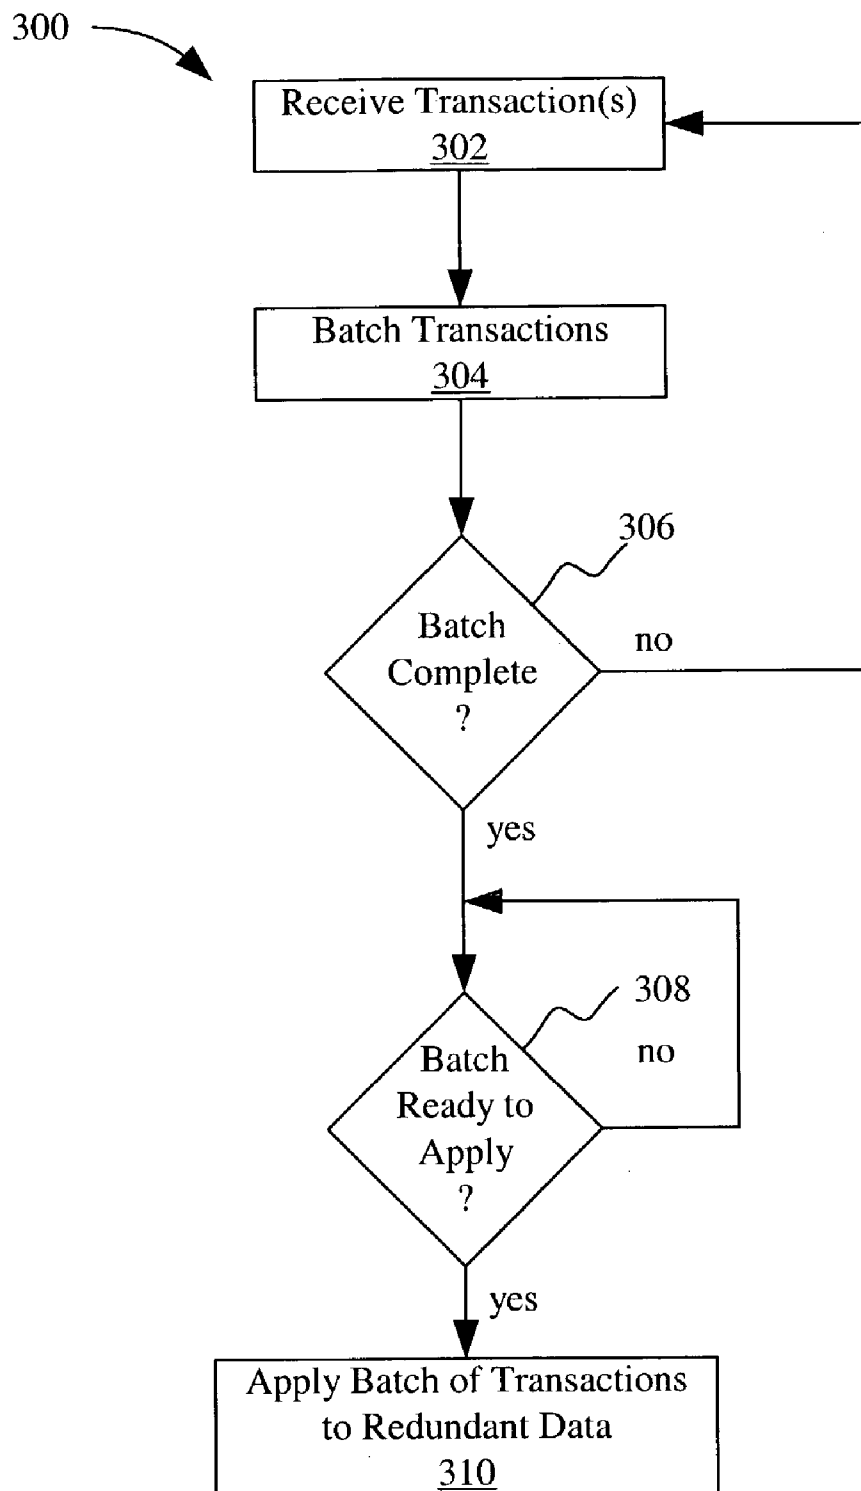 300
Receive Transaction(s)
302
Batch Transactions
304
306
Batch
Complete
?
no
yes
308
Batch
Ready to
Apply
?
no
yes
Apply Batch of Transactions
to Redundant Data
310